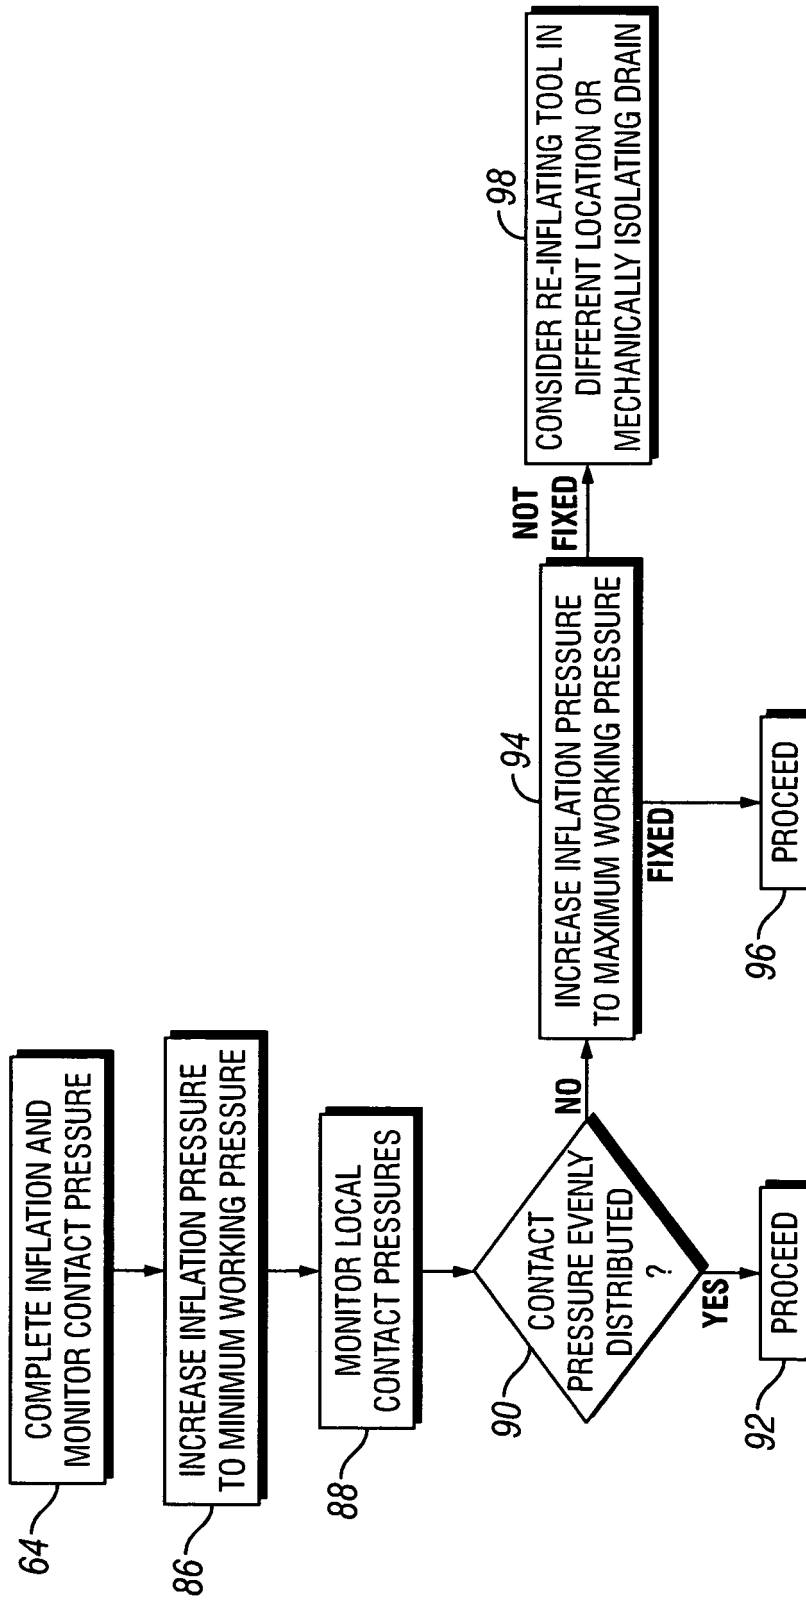 64
COMPLETE INFLATION AND
MONITOR CONTACT PRESSURE
86
INCREASE INFLATION PRESSURE
TO MINIMUM WORKING PRESSURE
88
MONITOR LOCAL
CONTACT PRESSURES
90
CONTACT
PRESSURE EVENLY
DISTRIBUTED
?
YES
92
PROCEED
NO
94
INCREASE INFLATION PRESSURE
TO MAXIMUM WORKING PRESSURE
FIXED
96
PROCEED
NOT
FIXED
98
CONSIDER RE-INFLATING TOOL IN
DIFFERENT LOCATION OR
MECHANICALLY ISOLATING DRAIN